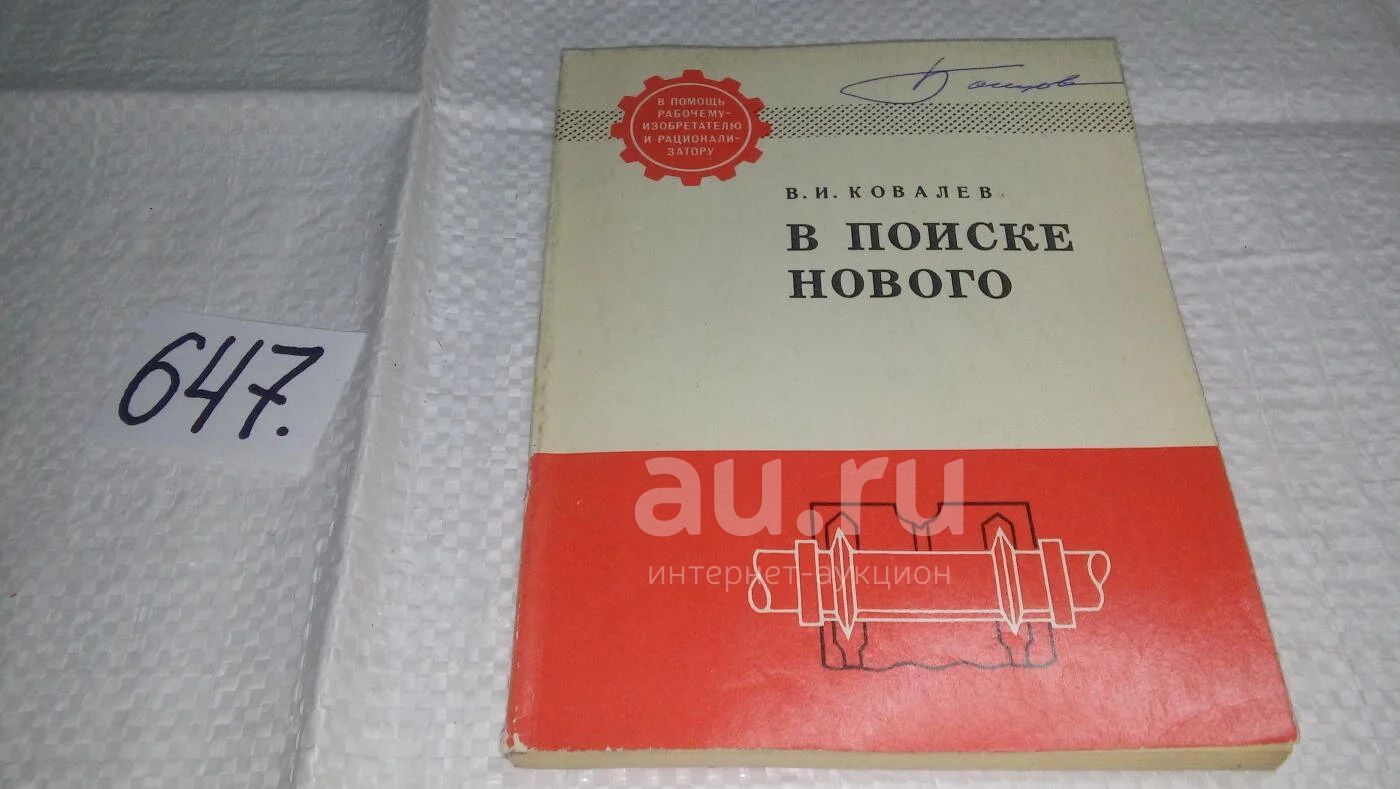 В ПОМОЩЬ
РАБОЧЕМУ-
ИЗОБРЕТАТЕЛЮ
И РАЦИОНАЛИ-
ЗАТОРУ
В. И. КОВАЛЕВ
В ПОИСКЕ
НОВОГО
647.
au.ru
интернет-аукцион